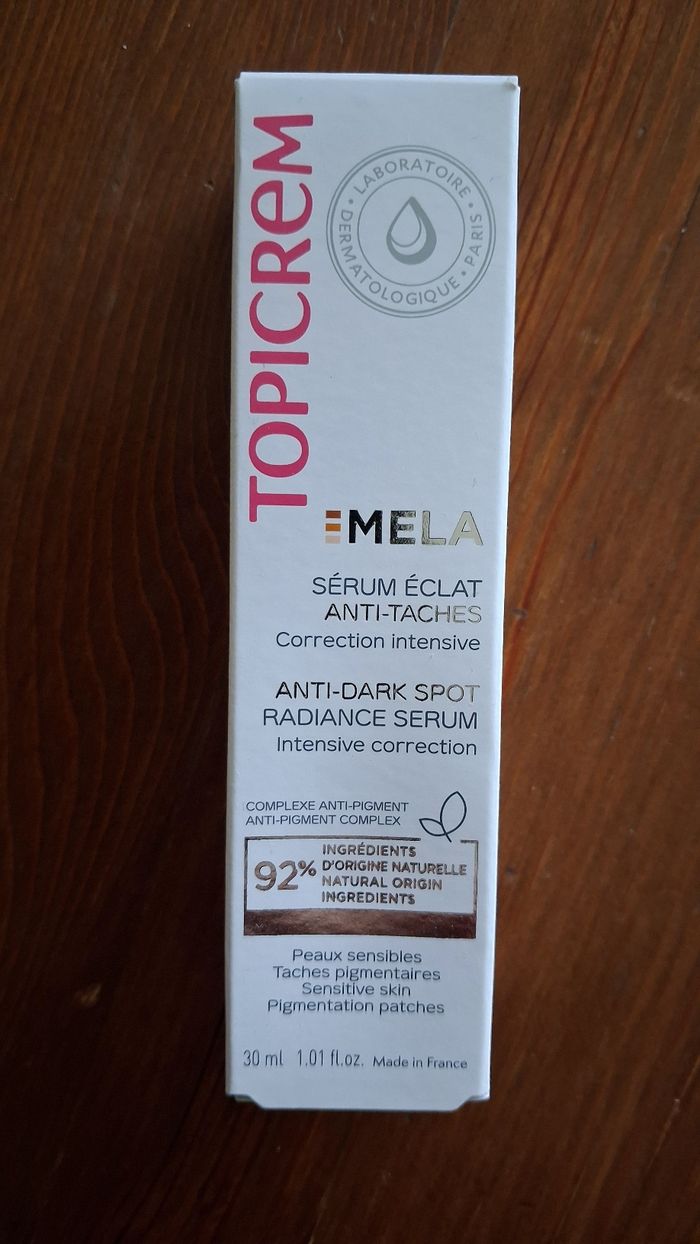 TOPICREM
LABORATOIRE • PARIS • DERMATOLOGIQUE •
MELA
SÉRUM ÉCLAT
ANTI-TACHES
Correction intensive
ANTI-DARK SPOT
RADIANCE SERUM
Intensive correction
COMPLEXE ANTI-PIGMENT
ANTI-PIGMENT COMPLEX
92%
INGRÉDIENTS
D'ORIGINE NATURELLE
NATURAL ORIGIN
INGREDIENTS
Peaux sensibles
Taches pigmentaires
Sensitive skin
Pigmentation patches
30 ml 1.01 fl.oz. Made in France